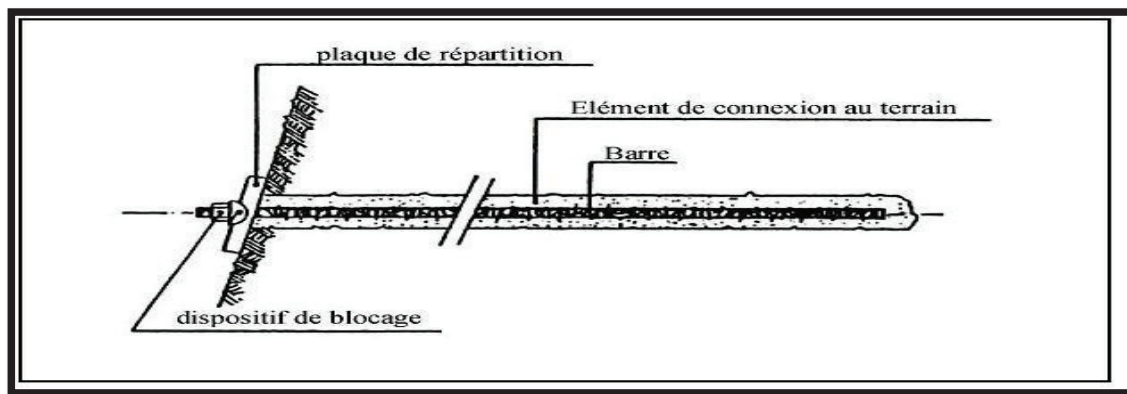 plaque de répartition
Elément de connexion au terrain
Barre
dispositif de blocage